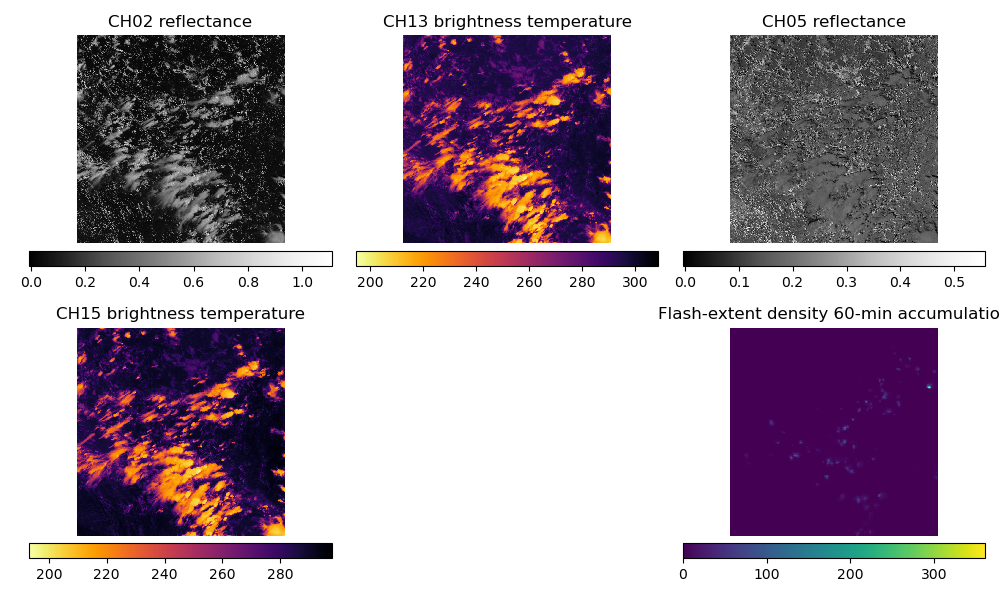 CH02 reflectance
CH13 brightness temperature
CH05 reflectance
0.0 0.2 0.4 0.6 0.8 1.0
200 220 240 260 280 300
0.0 0.1 0.2 0.3 0.4 0.5
CH15 brightness temperature
Flash-extent density 60-min accumulatio
200 220 240 260 280
0 100 200 300